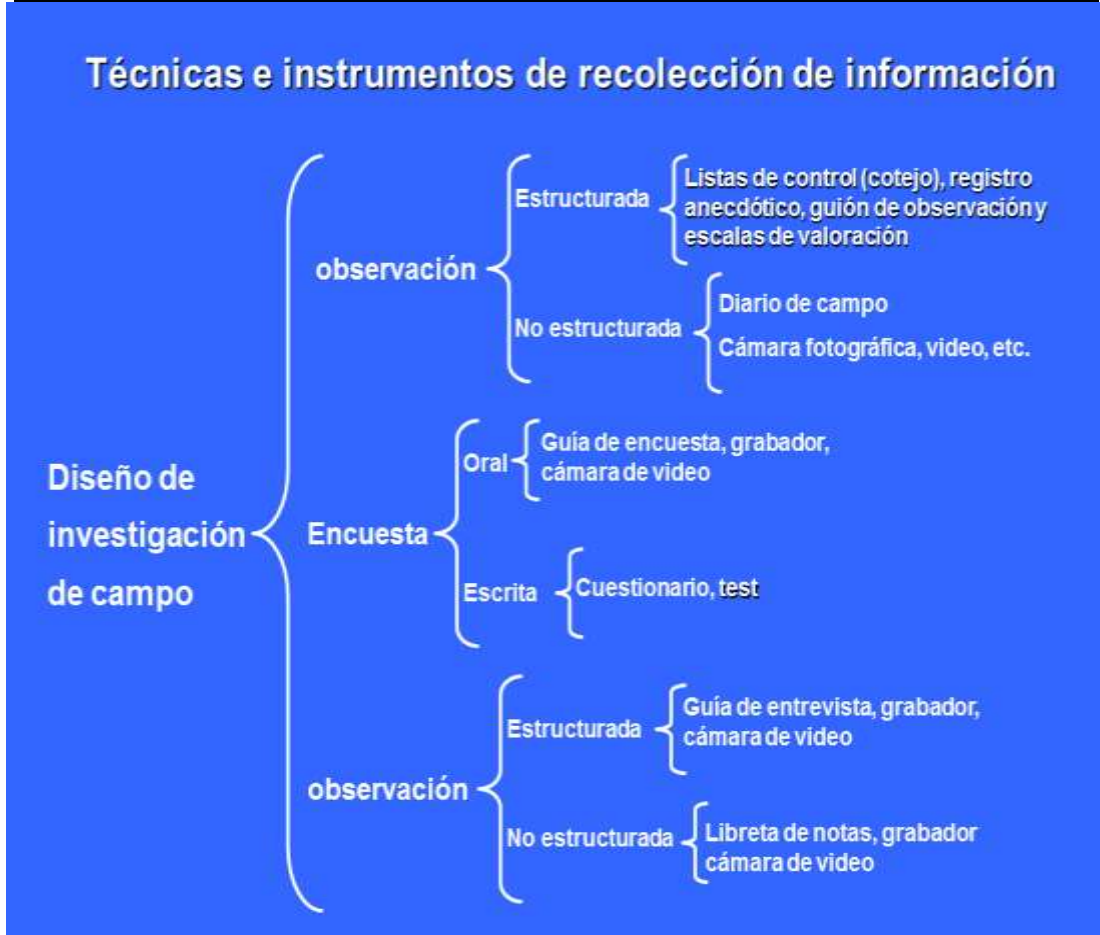 Técnicas e instrumentos de recolección de información
Diseño de
investigación
de campo
observación
Estructurada
Listas de control (cotejo), registro
anecdótico, guión de observación y
escalas de valoración
No estructurada
Diario de campo
Cámara fotográfica, video, etc.
Encuesta
Oral
Guía de encuesta, grabador,
cámara de video
Escrita
Cuestionario, test
observación
Estructurada
Guía de entrevista, grabador,
cámara de video
No estructurada
Libreta de notas, grabador
cámara de video